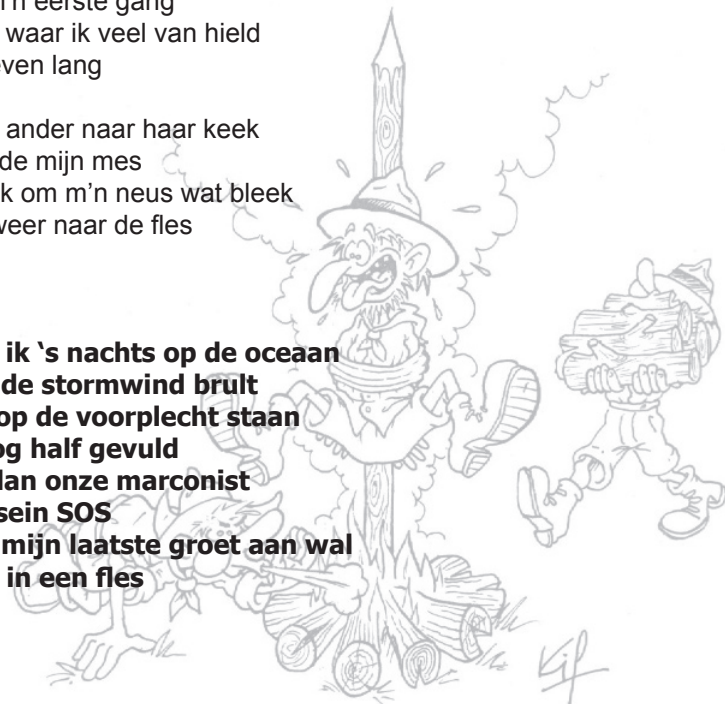 eerste gang
waar ik veel van hield
even lang
ander naar haar keek
de mijn mes
k om m'n neus wat bleek
weer naar de fles
ik ‘s nachts op de oceaan
de stormwind brult
op de voorplecht staan
og half gevuld
dan onze marconist
sein SOS
mijn laatste groet aan wal
in een fles